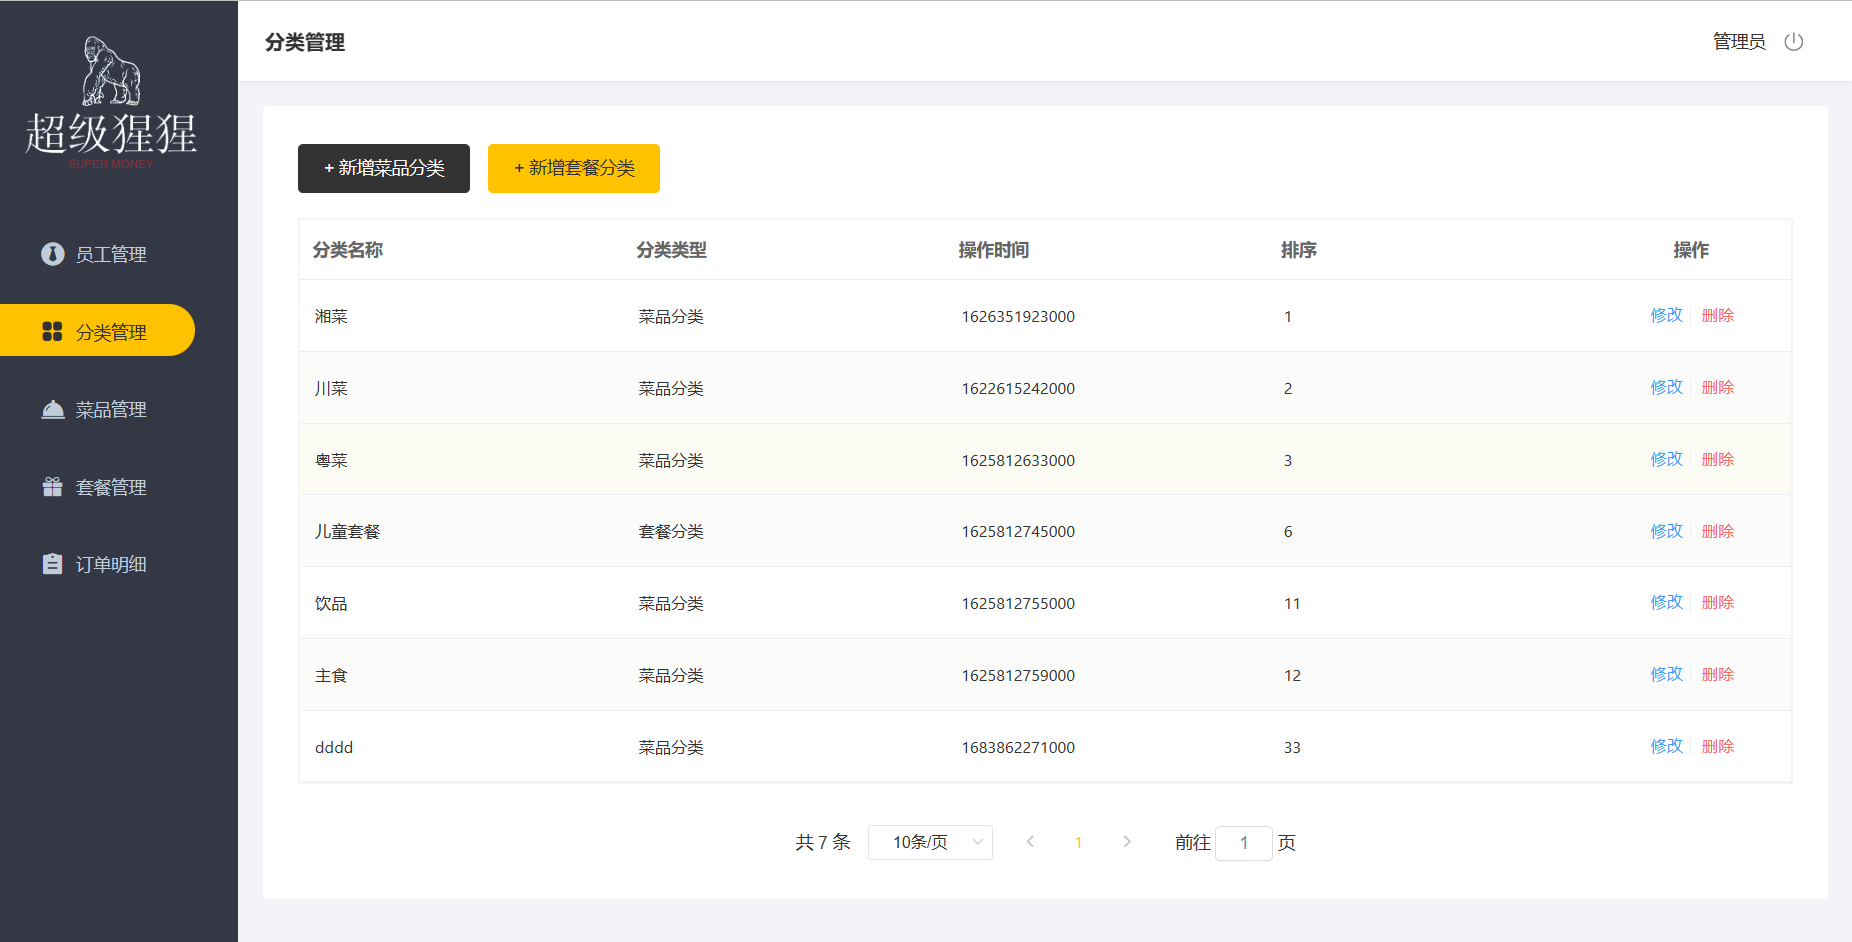 超级猩猩
SUPER MONEY
员工管理
分类管理
菜品管理
套餐管理
订单明细
分类管理 管理员
+ 新增菜品分类 + 新增套餐分类
分类名称 分类类型 操作时间 排序 操作
湘菜 菜品分类 1626351923000 1 修改 删除
川菜 菜品分类 1622615242000 2 修改 删除
粤菜 菜品分类 1625812633000 3 修改 删除
儿童套餐 套餐分类 1625812745000 6 修改 删除
饮品 菜品分类 1625812755000 11 修改 删除
主食 菜品分类 1625812759000 12 修改 删除
dddd 菜品分类 1683862271000 33 修改 删除
共 7 条 10条/页 1 前往 1 页